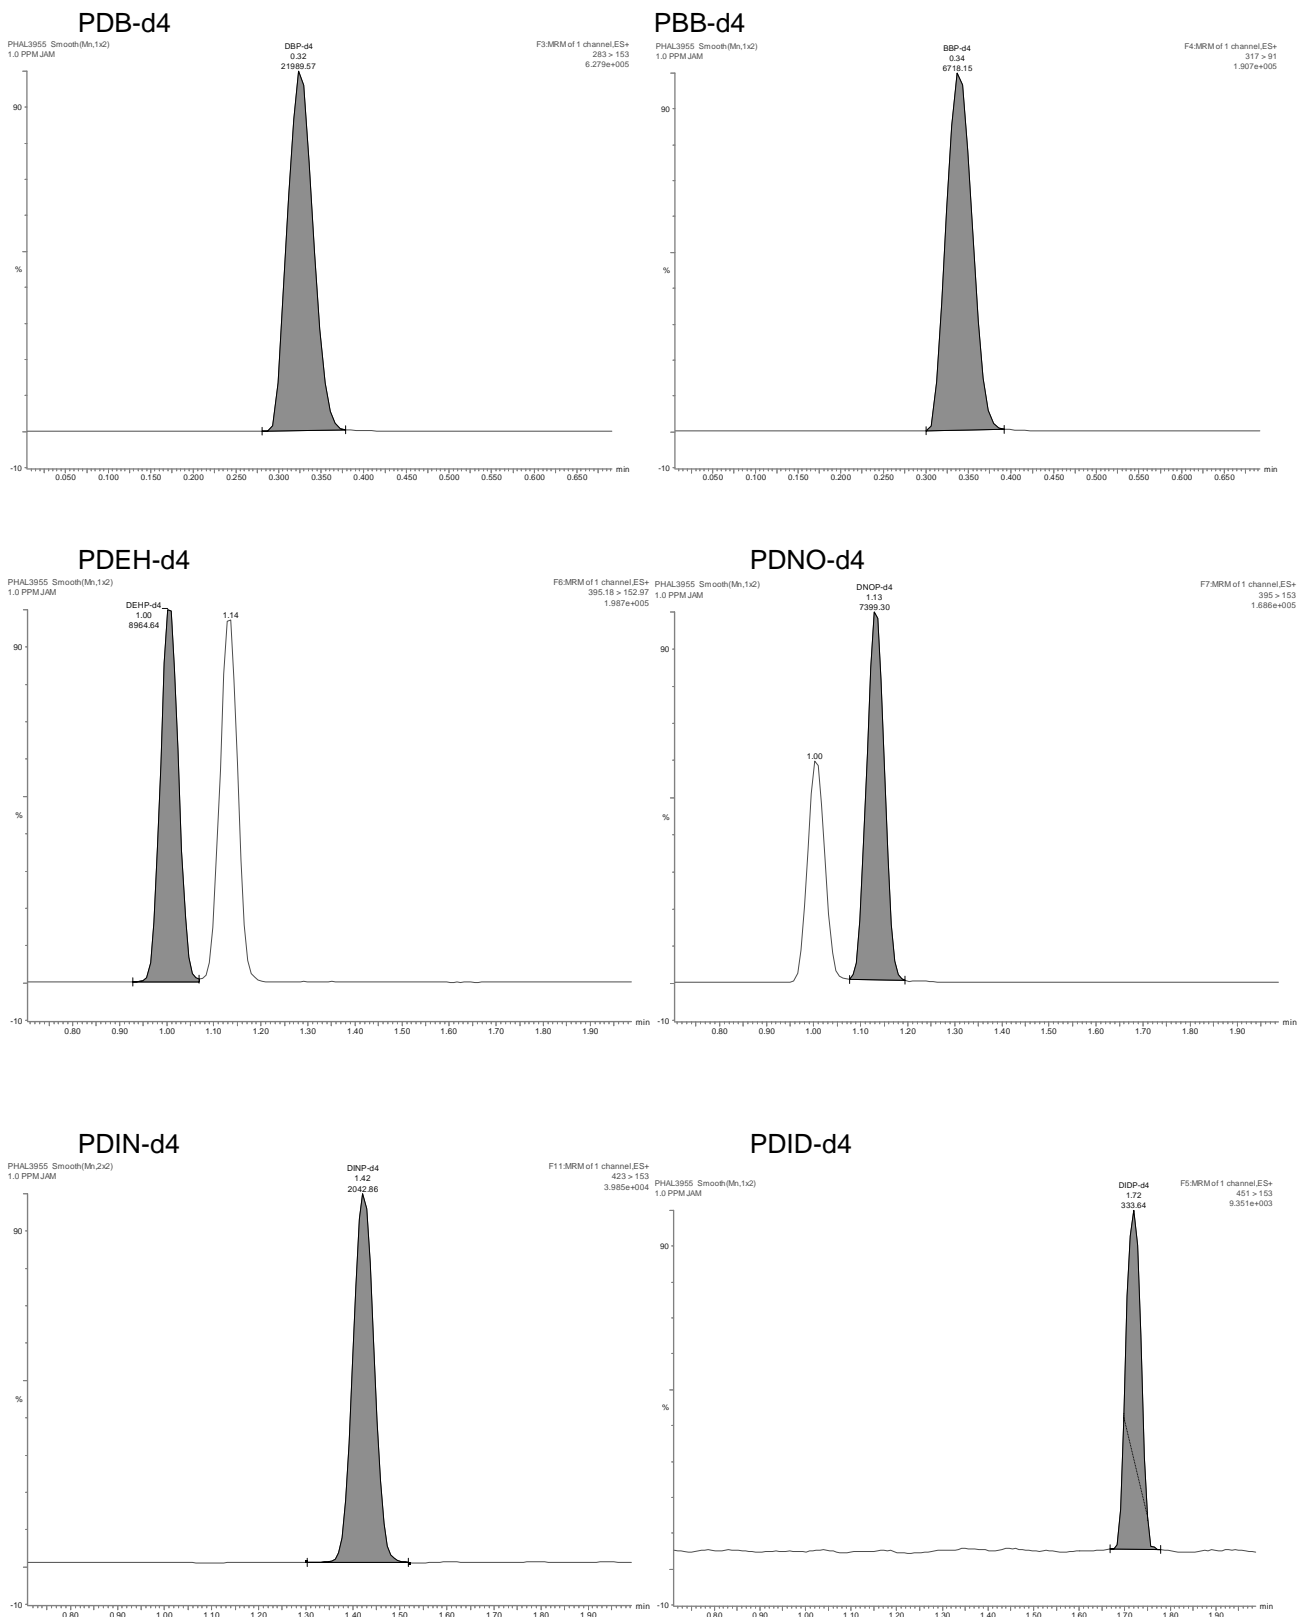 PDB-d4
PHAL3955 Smooth(Mn,1x2)
1.0 PPM JAM
DBP-d4
0.32
21989.57
F3:MRM of 1 channel,ES+
283 > 153
6.279e+005
90
%
-10
0.050 0.100 0.150 0.200 0.250 0.300 0.350 0.400 0.450 0.500 0.550 0.600 0.650 min
PBB-d4
PHAL3955 Smooth(Mn,1x2)
1.0 PPM JAM
BBP-d4
0.34
6718.15
F4:MRM of 1 channel,ES+
317 > 91
1.907e+005
90
%
-10
0.050 0.100 0.150 0.200 0.250 0.300 0.350 0.400 0.450 0.500 0.550 0.600 0.650 min
PDEH-d4
PHAL3955 Smooth(Mn,1x2)
1.0 PPM JAM
DEHP-d4
1.00
8964.64
1.14
F6:MRM of 1 channel,ES+
395.18 > 152.97
1.987e+005
90
%
-10
0.80 0.90 1.00 1.10 1.20 1.30 1.40 1.50 1.60 1.70 1.80 1.90 min
PDNO-d4
PHAL3955 Smooth(Mn,1x2)
1.0 PPM JAM
DNOP-d4
1.13
7399.30
1.00
F7:MRM of 1 channel,ES+
395 > 153
1.686e+005
90
%
-10
0.80 0.90 1.00 1.10 1.20 1.30 1.40 1.50 1.60 1.70 1.80 1.90 min
PDIN-d4
PHAL3955 Smooth(Mn,2x2)
1.0 PPM JAM
DINP-d4
1.42
2042.86
F11:MRM of 1 channel,ES+
423 > 153
3.985e+004
90
%
-10
0.80 0.90 1.00 1.10 1.20 1.30 1.40 1.50 1.60 1.70 1.80 1.90 min
PDID-d4
PHAL3955 Smooth(Mn,1x2)
1.0 PPM JAM
DIDP-d4
1.72
333.64
F5:MRM of 1 channel,ES+
451 > 153
9.351e+003
90
%
-10
0.80 0.90 1.00 1.10 1.20 1.30 1.40 1.50 1.60 1.70 1.80 1.90 min